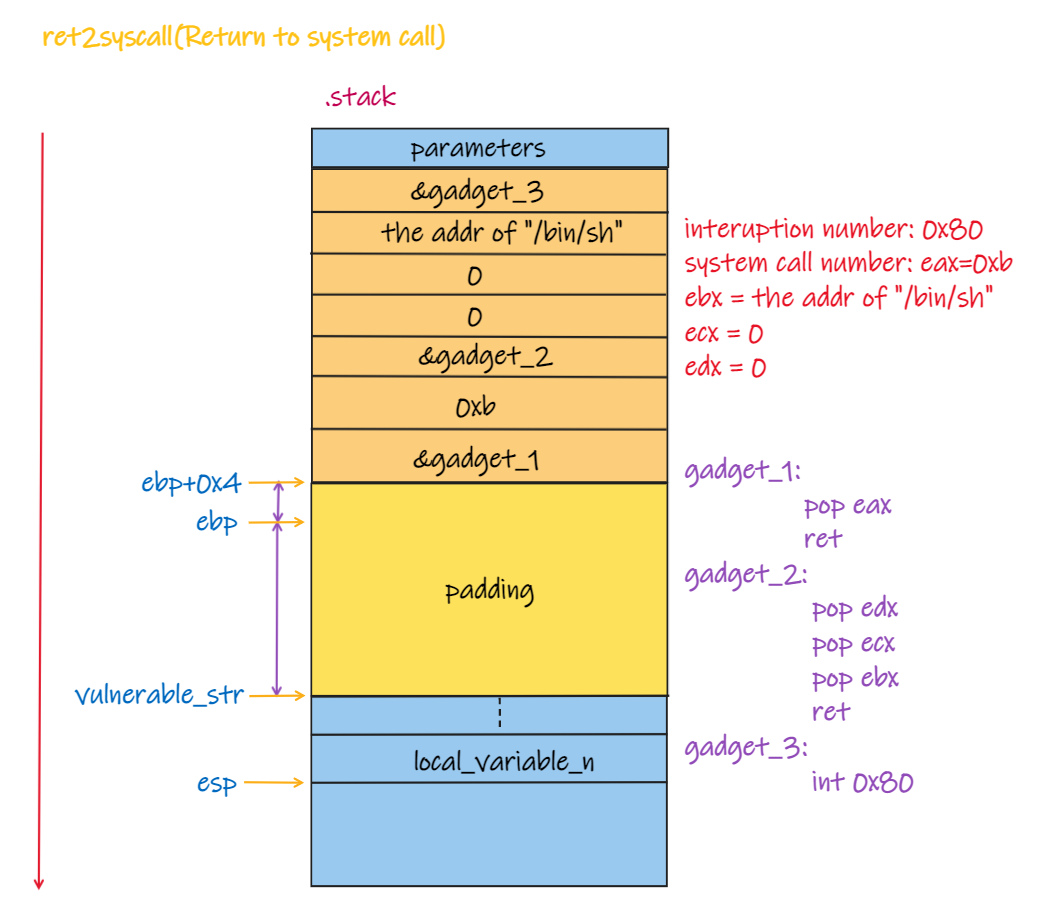 ret2syscall(Return to system call)
.stack
parameters
&gadget_3
the addr of "/bin/sh"
0
0
&gadget_2
0xb
&gadget_1
padding
local_variable_n
ebp+0x4
ebp
vulnerable_str
esp
interuption number: 0x80
system call number: eax=0xb
ebx = the addr of "/bin/sh"
ecx = 0
edx = 0
gadget_1:
pop eax
ret
gadget_2:
pop edx
pop ecx
pop ebx
ret
gadget_3:
int 0x80